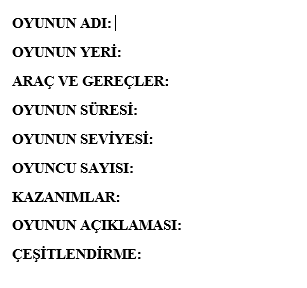 OYUNUN ADI:
OYUNUN YERİ:
ARAÇ VE GEREÇLER:
OYUNUN SÜRESİ:
OYUNUN SEVİYESİ:
OYUNCU SAYISI:
KAZANIMLAR:
OYUNUN AÇIKLAMASI:
ÇEŞİTLENDİRME: